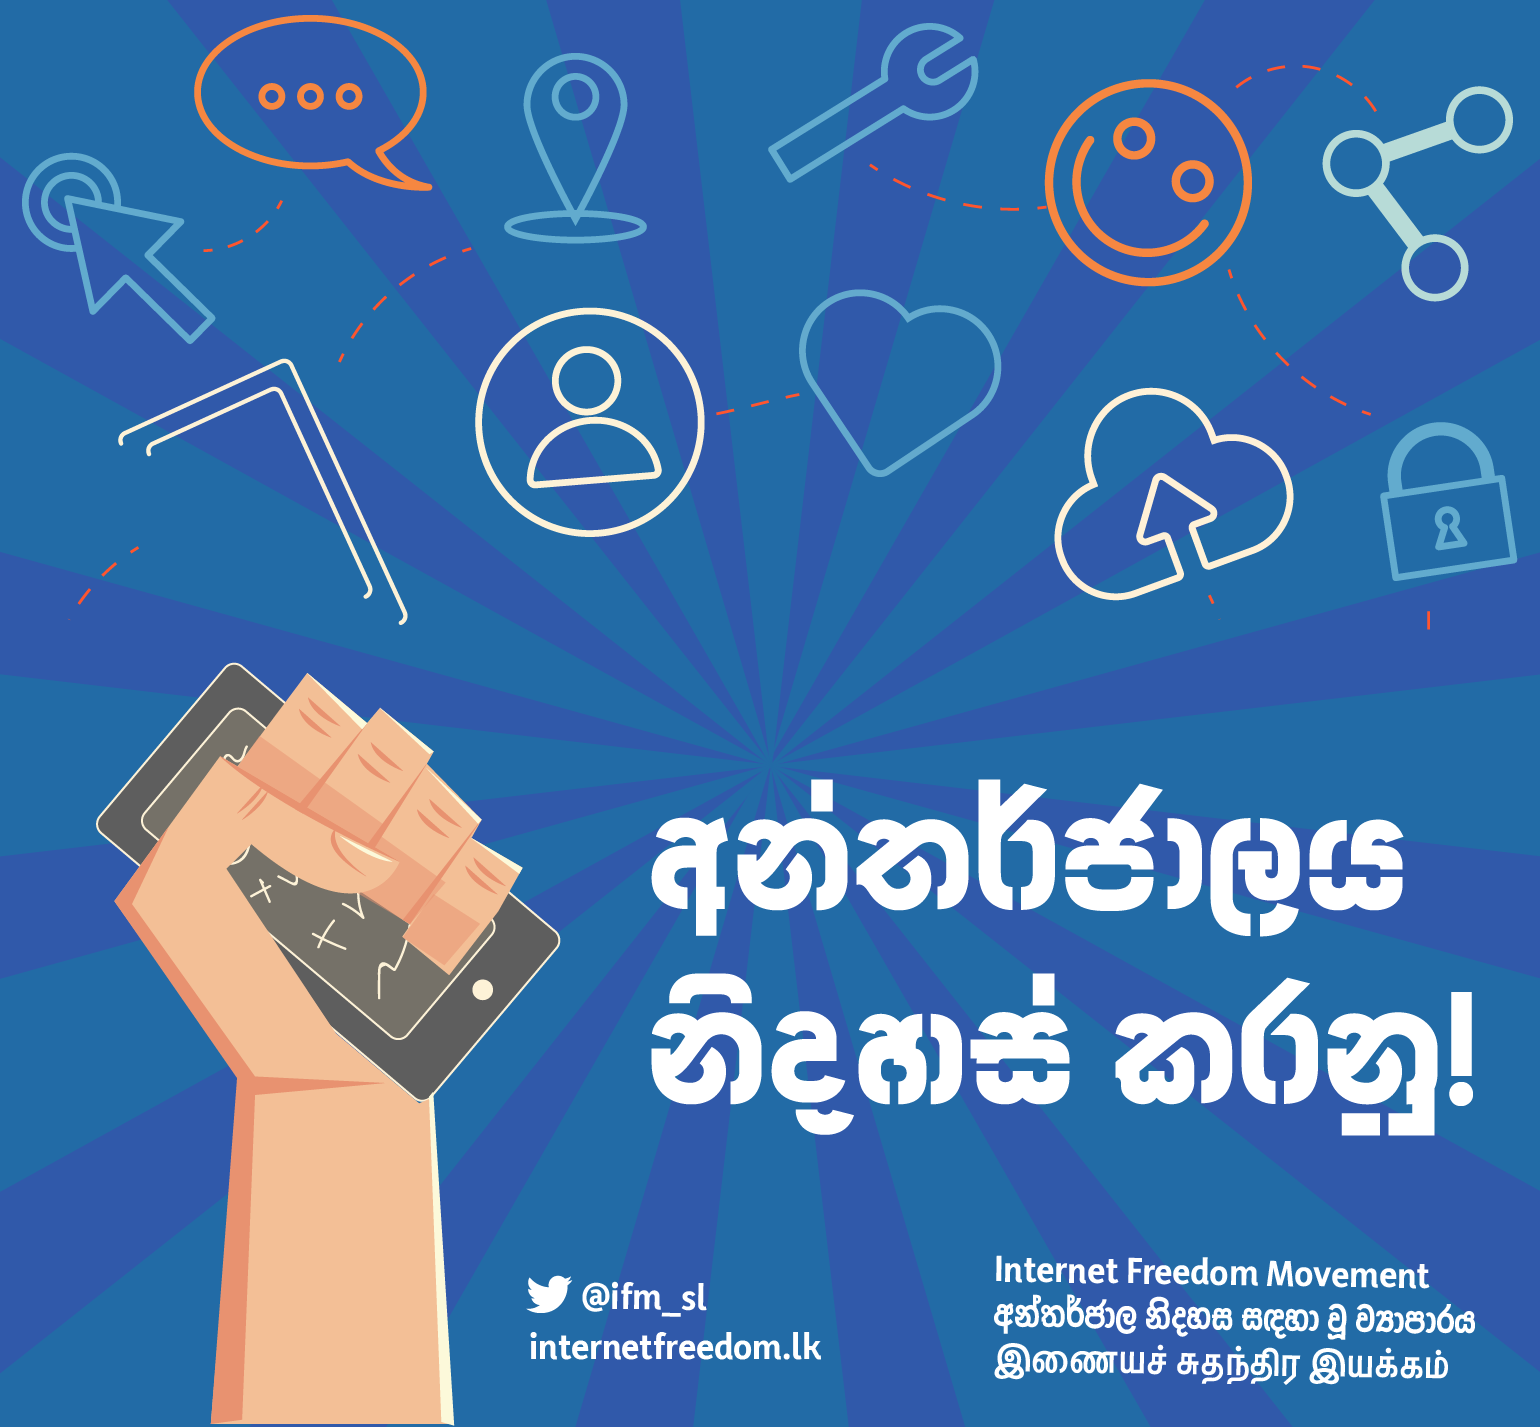 අන්තර්ජාලය
නිදහස් කරනු!
@ifm_sl
internetfreedom.lk
Internet Freedom Movement
අන්තර්ජාල නිදහස සඳහා වූ ව්‍යාපාරය
இணையச் சுதந்திர இயக்கம்